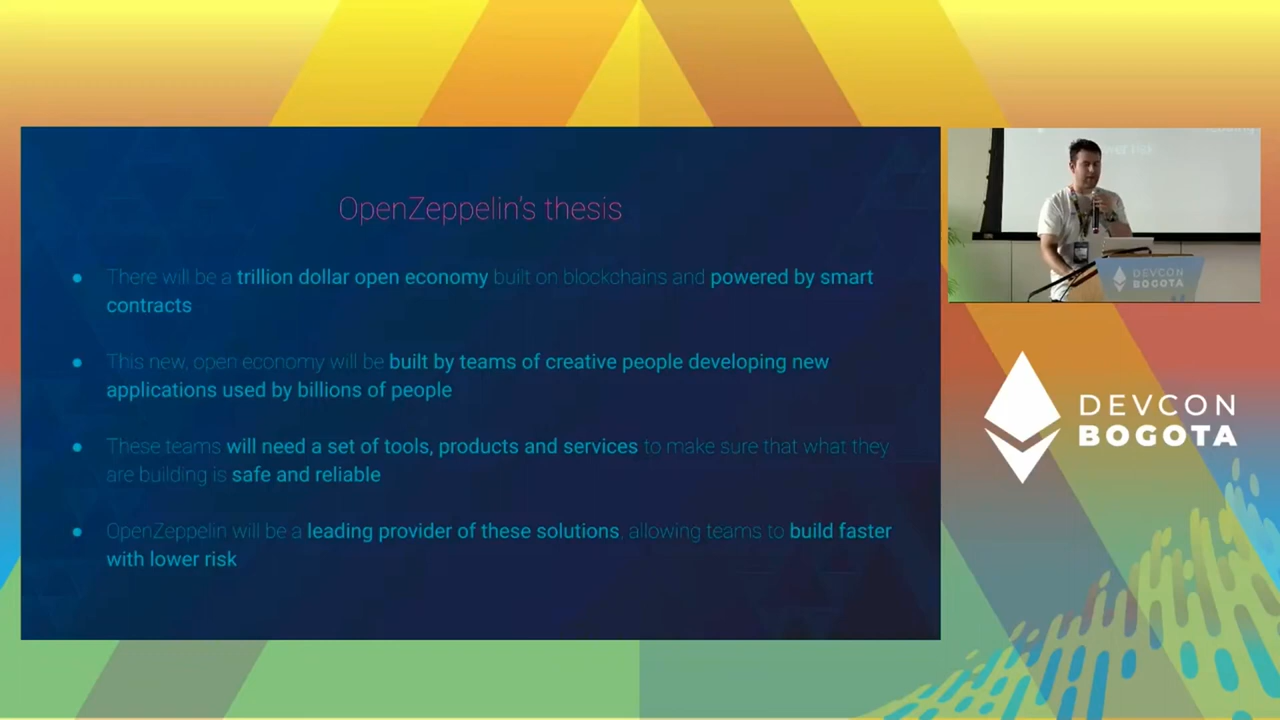 OpenZeppelin's thesis
● There will be a trillion dollar open economy built on blockchains and powered by smart
contracts
● This new, open economy will be built by teams of creative people developing new
applications used by billions of people
● These teams will need a set of tools, products and services to make sure that what they
are building is safe and reliable
● OpenZeppelin will be a leading provider of these solutions, allowing teams to build faster
with lower risk
DEVCON
BOGOTA
DEVCON
BOGOTA